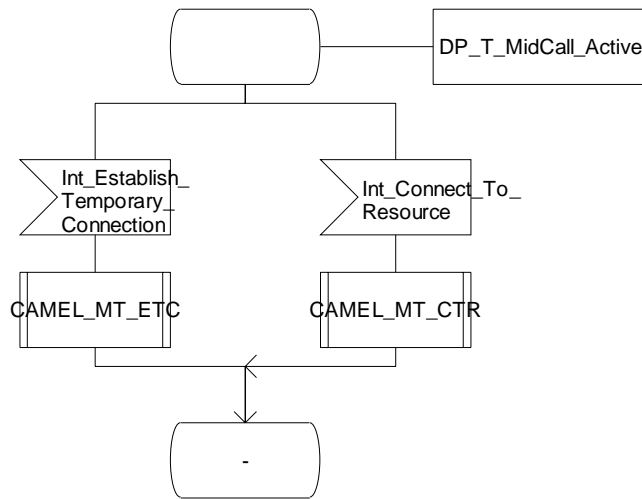 DP_T_MidCall_Active
Int_Establish_
Temporary_
Connection
Int_Connect_To_
Resource
CAMEL_MT_ETC
CAMEL_MT_CTR
-